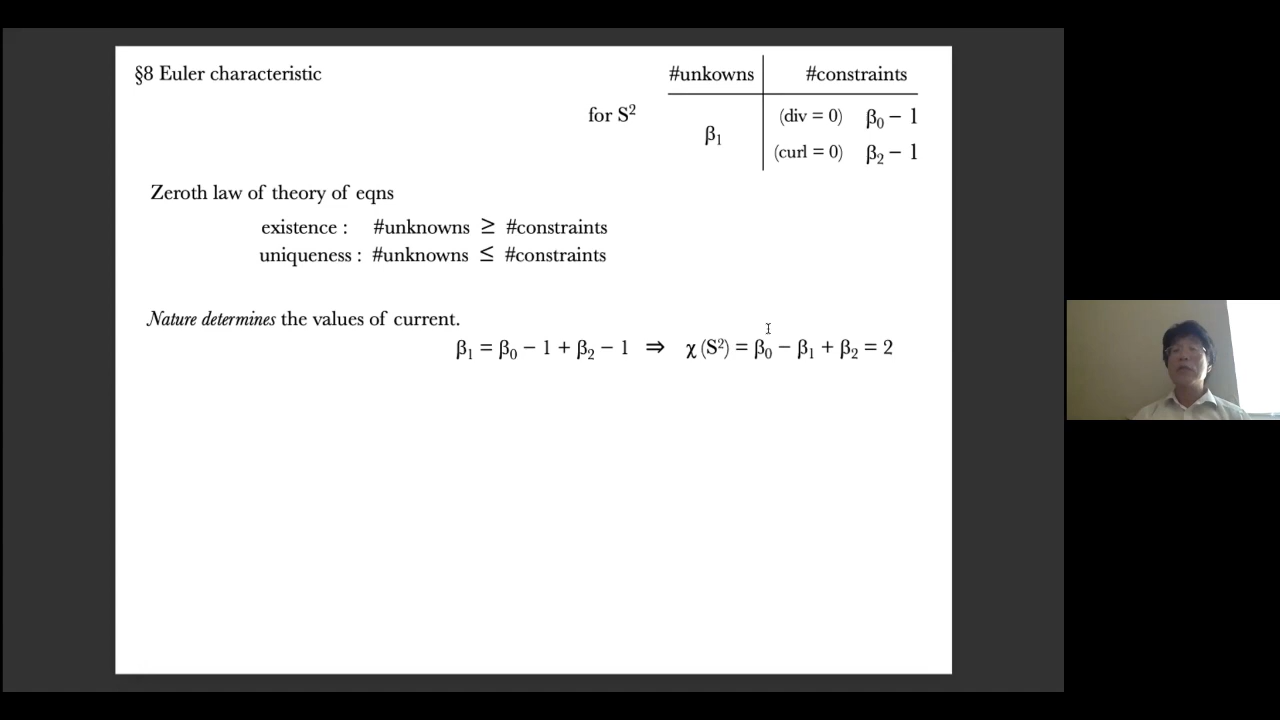 §8 Euler characteristic
#unkowns #constraints
for S² β₁ (div = 0) β₀ − 1
(curl = 0) β₂ − 1
Zeroth law of theory of eqns
existence : #unknowns ≥ #constraints
uniqueness : #unknowns ≤ #constraints
Nature determines the values of current.
β₁ = β₀ − 1 + β₂ − 1 ⇒ χ (S²) = β₀ − β₁ + β₂ = 2